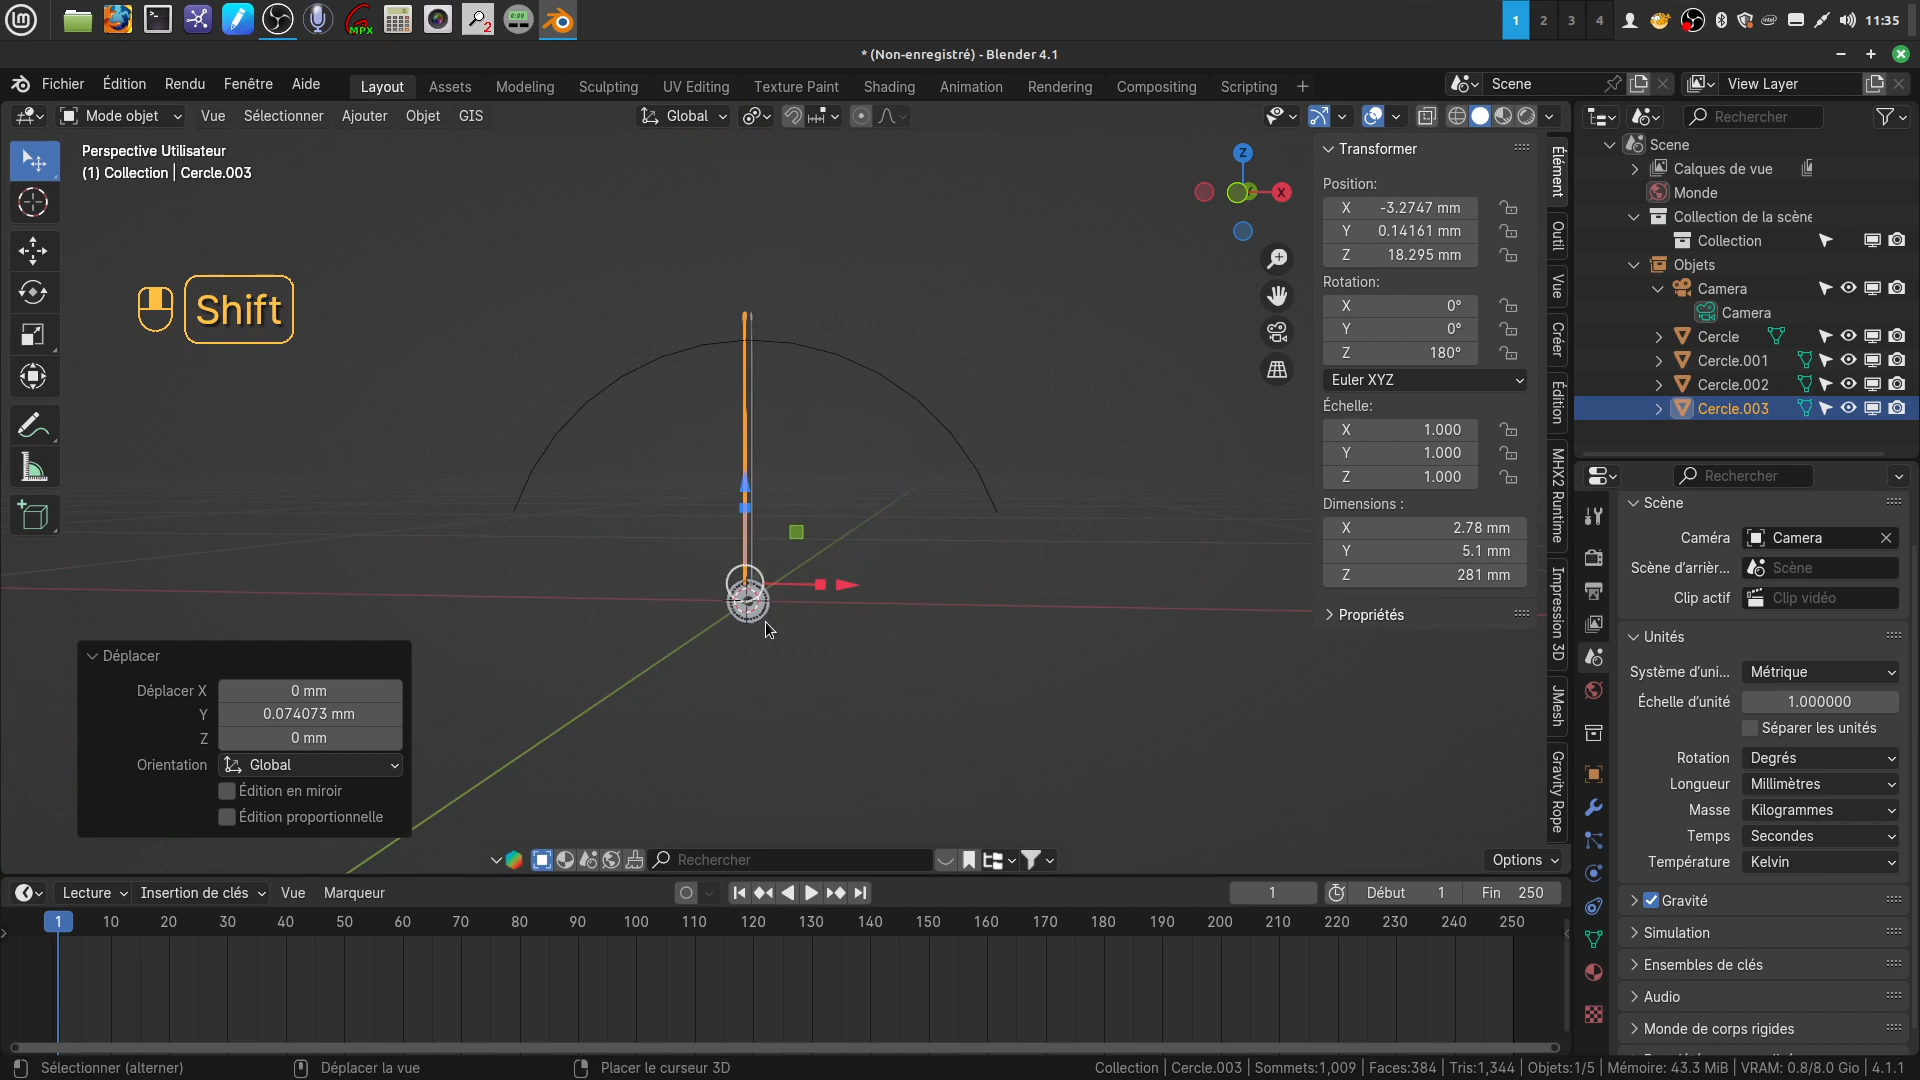 MPX
2
0:00
1
2
3
4
11:35
* (Non-enregistré) - Blender 4.1
Fichier
Édition
Rendu
Fenêtre
Aide
Layout
Assets
Modeling
Sculpting
UV Editing
Texture Paint
Shading
Animation
Rendering
Compositing
Scripting
+
Scene
View Layer
Mode objet
Vue
Sélectionner
Ajouter
Objet
GIS
Global
Rechercher
Perspective Utilisateur
(1) Collection | Cercle.003
Shift
Z
X
Transformer
Position:
X -3.2747 mm
Y 0.14161 mm
Z 18.295 mm
Rotation:
X 0°
Y 0°
Z 180°
Euler XYZ
Échelle:
X 1.000
Y 1.000
Z 1.000
Dimensions :
X 2.78 mm
Y 5.1 mm
Z 281 mm
Propriétés
Élément
Outil
Vue
Créer
Édition
MHX2 Runtime
Impression 3D
JMesh
Gravity Rope
Scene
Calques de vue
Monde
Collection de la scène
Collection
Objets
Camera
Camera
Cercle
Cercle.001
Cercle.002
Cercle.003
Rechercher
Scène
Caméra Camera
Scène d'arrièr... Scène
Clip actif Clip vidéo
Unités
Système d'uni... Métrique
Échelle d'unité 1.000000
Séparer les unités
Rotation Degrés
Longueur Millimètres
Masse Kilogrammes
Temps Secondes
Température Kelvin
Gravité
Simulation
Ensembles de clés
Audio
Monde de corps rigides
Déplacer
Déplacer X 0 mm
Y 0.074073 mm
Z 0 mm
Orientation Global
Édition en miroir
Édition proportionnelle
Rechercher
Options
Lecture
Insertion de clés
Vue
Marqueur
1
Début 1
Fin 250
1 10 20 30 40 50 60 70 80 90 100 110 120 130 140 150 160 170 180 190 200 210 220 230 240 250
Sélectionner (alterner)
Déplacer la vue
Placer le curseur 3D
Collection | Cercle.003 | Sommets:1,009 | Faces:384 | Tris:1,344 | Objets:1/5 | Mémoire: 43.3 MiB | VRAM: 0.8/8.0 Gio | 4.1.1